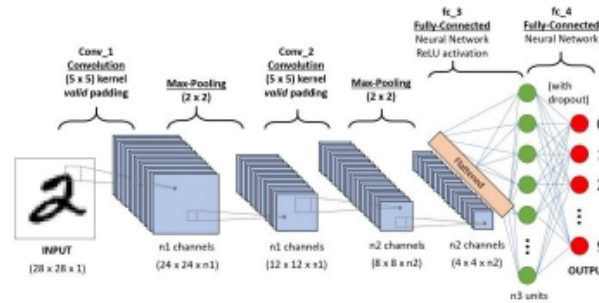 Conv_1
Convolution
(5 x 5) kernel
valid padding
Max-Pooling
(2 x 2)
Conv_2
Convolution
(5 x 5) kernel
valid padding
Max-Pooling
(2 x 2)
fc_3
Fully-Connected
Neural Network
ReLU activation
fc_4
Fully-Connected
Neural Network
(with
dropout)
Flattened
INPUT
(28 x 28 x 1)
n1 channels
(24 x 24 x n1)
n1 channels
(12 x 12 x n1)
n2 channels
(8 x 8 x n2)
n2 channels
(4 x 4 x n2)
n3 units
2
OUTPU